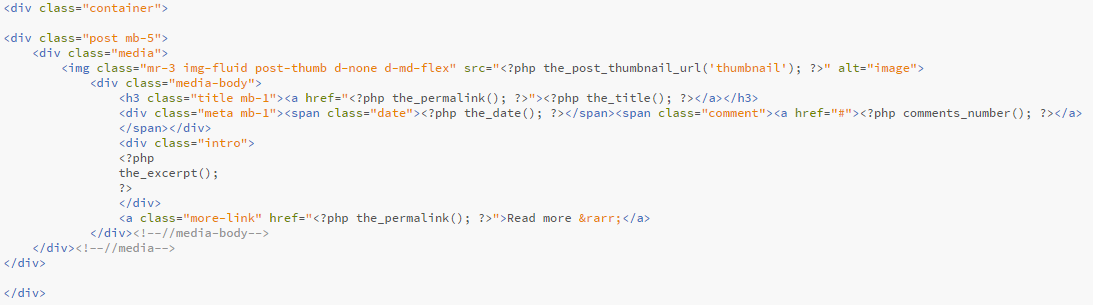 <div class="container">
<div class="post mb-5">
<div class="media">
<img class="mr-3 img-fluid post-thumb d-none d-md-flex" src="<?php the_post_thumbnail_url('thumbnail'); ?>" alt="image">
<div class="media-body">
<h3 class="title mb-1"><a href="<?php the_permalink(); ?>"><?php the_title(); ?></a></h3>
<div class="meta mb-1"><span class="date"><?php the_date(); ?></span><span class="comment"><a href="#"><?php comments_number(); ?></a>
</span></div>
<div class="intro">
<?php
the_excerpt();
?>
</div>
<a class="more-link" href="<?php the_permalink(); ?>">Read more &rarr;</a>
</div><!--//media-body-->
</div><!--//media-->
</div>
</div>